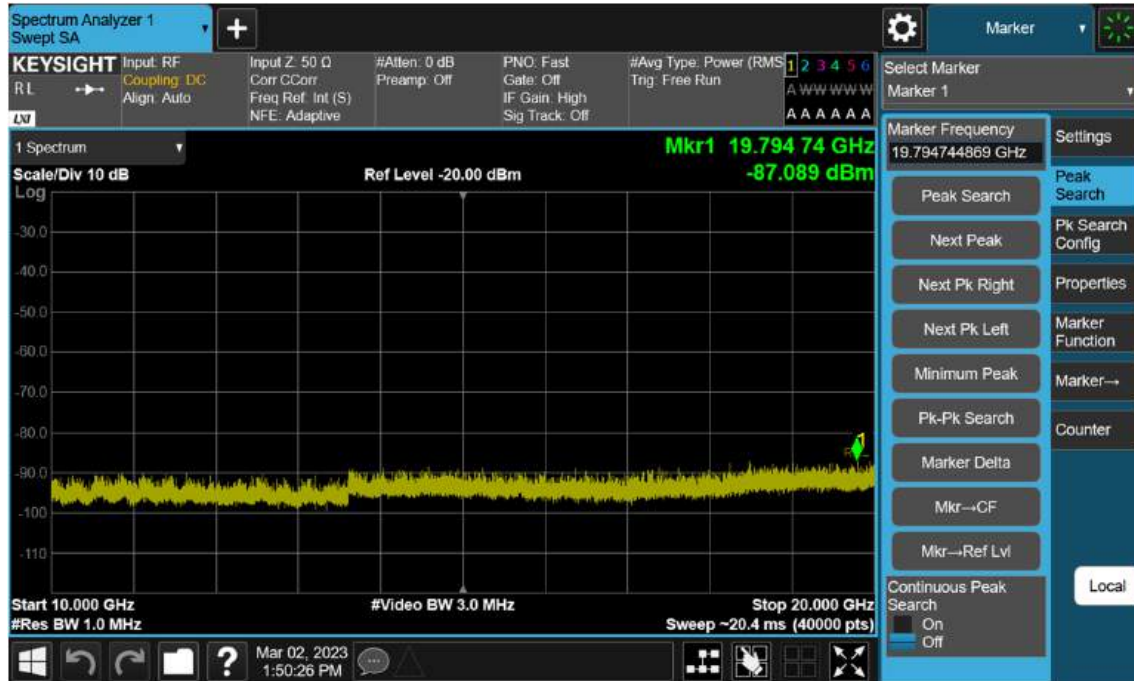 Spectrum Analyzer 1
Swept SA
+
Marker
KEYSIGHT
RL
LXI
Input: RF
Coupling: DC
Align: Auto
Input Z: 50 Ω
Corr CCorr
Freq Ref: Int (S)
NFE: Adaptive
#Atten: 0 dB
Preamp: Off
PNO: Fast
Gate: Off
IF Gain: High
Sig Track: Off
#Avg Type: Power (RMS
Trig: Free Run
1 2 3 4 5 6
A W W W W W
A A A A A A
Select Marker
Marker 1
1 Spectrum
Mkr1 19.794 74 GHz
-87.089 dBm
Scale/Div 10 dB
Ref Level -20.00 dBm
Log
-30.0
-40.0
-50.0
-60.0
-70.0
-80.0
-90.0
-100
-110
1
Start 10.000 GHz
#Video BW 3.0 MHz
Stop 20.000 GHz
#Res BW 1.0 MHz
Sweep ~20.4 ms (40000 pts)
Marker Frequency
19.794744869 GHz
Peak Search
Next Peak
Next Pk Right
Next Pk Left
Minimum Peak
Pk-Pk Search
Marker Delta
Mkr→CF
Mkr→Ref Lvl
Continuous Peak
Search
On
Off
Settings
Peak
Search
Pk Search
Config
Properties
Marker
Function
Marker→
Counter
Local
?
Mar 02, 2023
1:50:26 PM